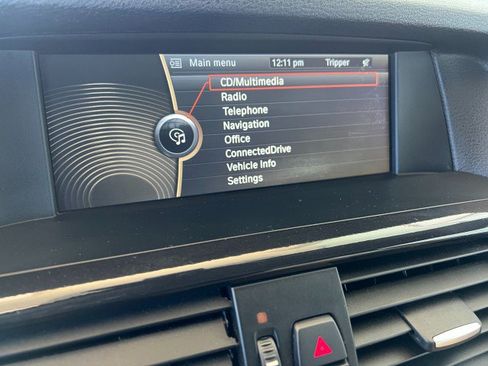 Main menu 12:11 pm Tripper
CD/Multimedia
Radio
Telephone
Navigation
Office
ConnectedDrive
Vehicle Info
Settings